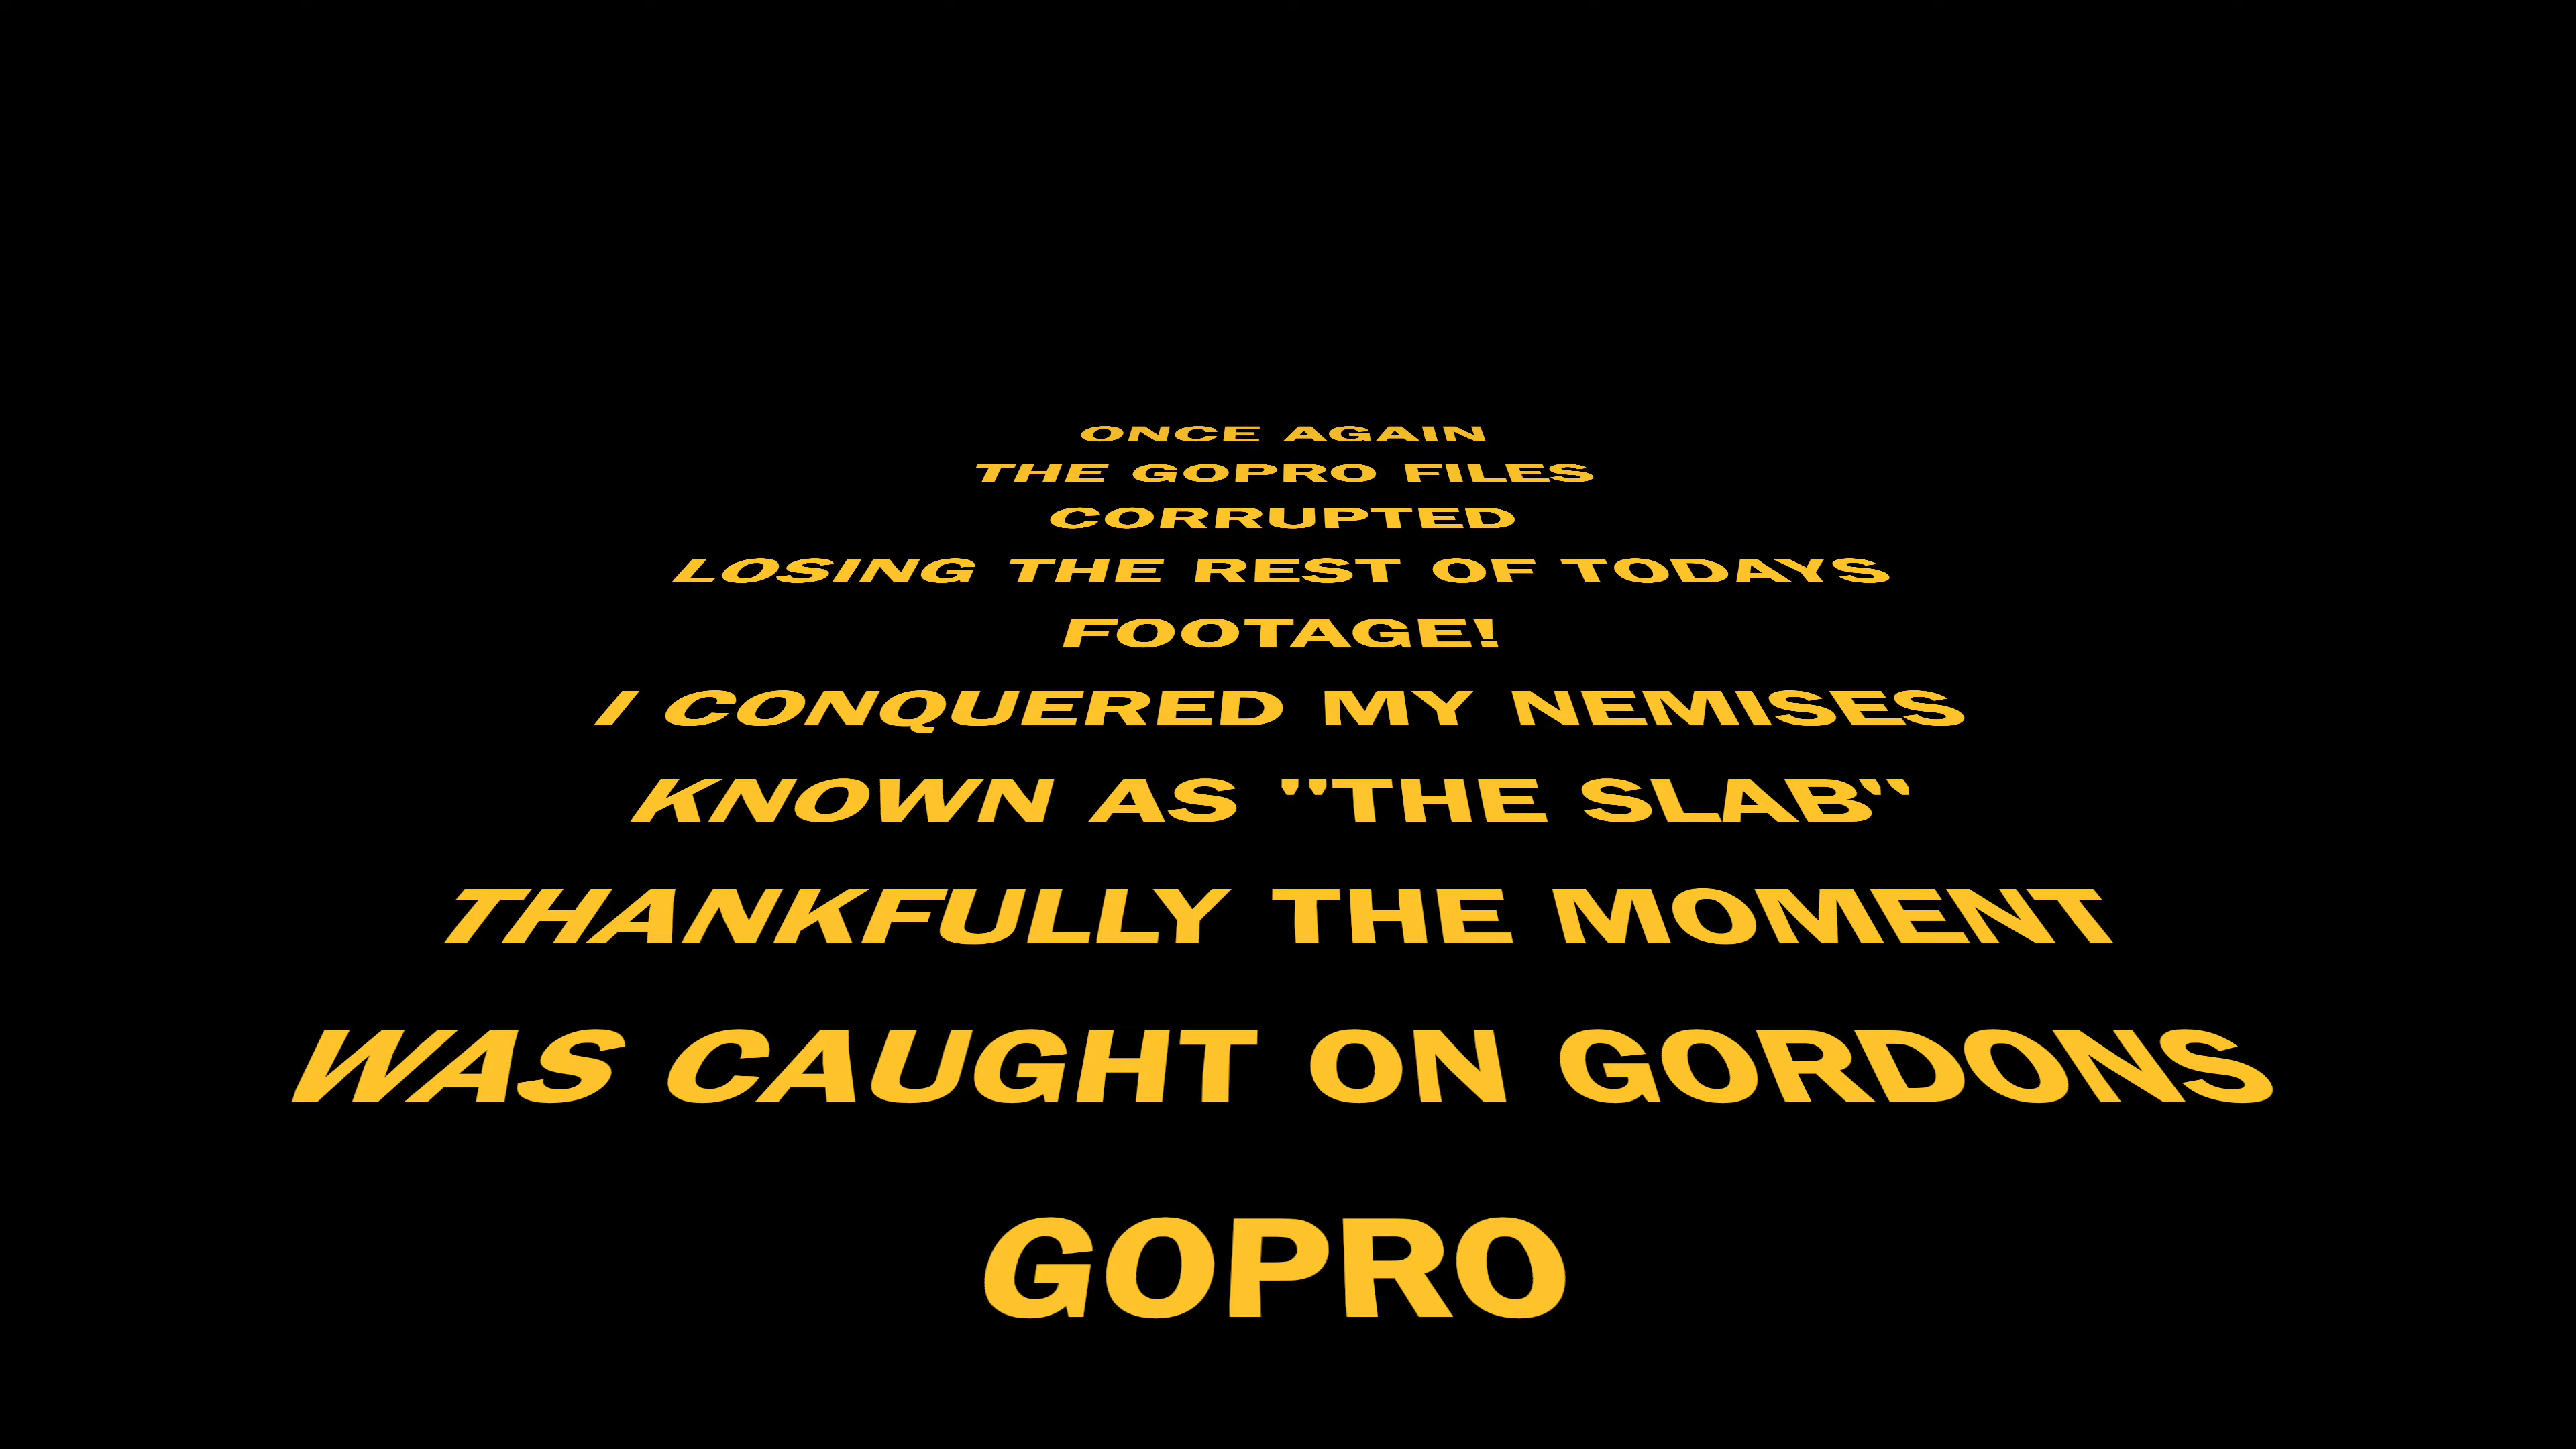 ONCE AGAIN
THE GOPRO FILES
CORRUPTED
LOSING THE REST OF TODAYS
FOOTAGE!
I CONQUERED MY NEMISES
KNOWN AS "THE SLAB"
THANKFULLY THE MOMENT
WAS CAUGHT ON GORDONS
GOPRO